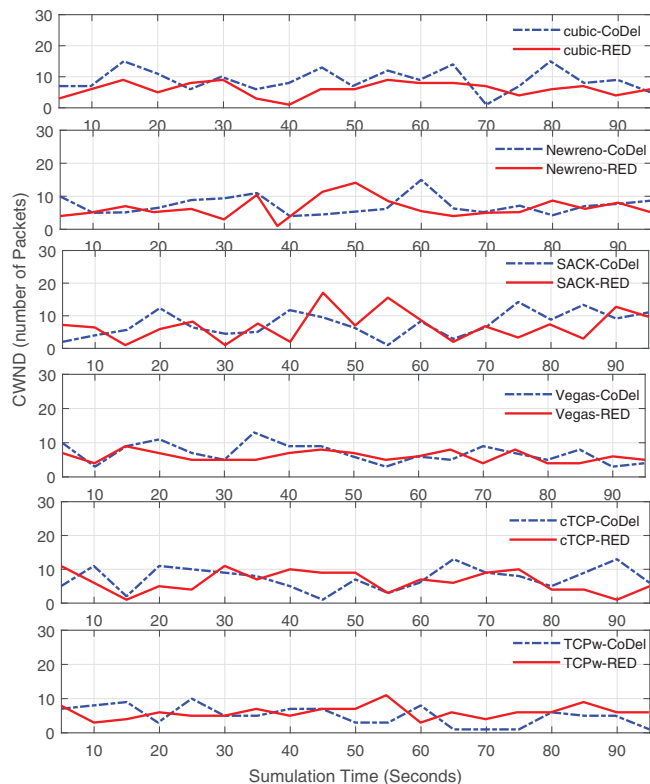 30
20
10
0
cubic-CoDel
cubic-RED
10 20 30 40 50 60 70 80 90
30
20
10
0
Newreno-CoDel
Newreno-RED
10 20 30 40 50 60 70 80 90
30
20
10
0
SACK-CoDel
SACK-RED
10 20 30 40 50 60 70 80 90
CWND (number of Packets)
30
20
10
0
Vegas-CoDel
Vegas-RED
10 20 30 40 50 60 70 80 90
30
20
10
0
cTCP-CoDel
cTCP-RED
10 20 30 40 50 60 70 80 90
30
20
10
0
TCPw-CoDel
TCPw-RED
10 20 30 40 50 60 70 80 90
Sumulation Time (Seconds)